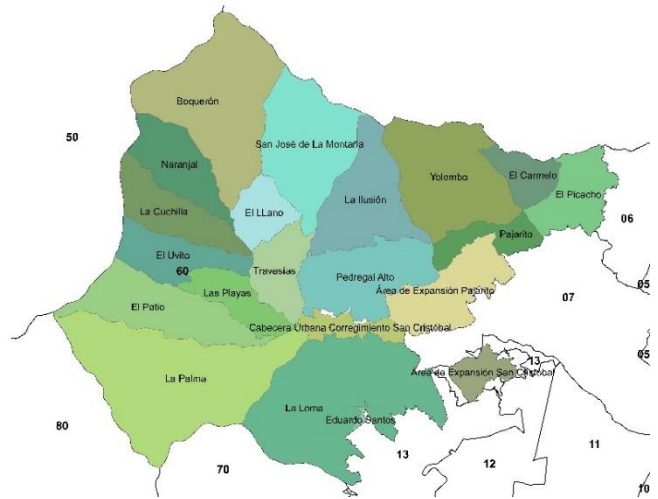 Boquerón
50
San José de La Montaña
Naranjal
Yolombo
El Carmelo
El Picacho
La Ilusión
La Cuchilla
El LLano
06
Pajarito
El Uvito
60
Travesías
Pedregal Alto
05
Las Playas
Área de Expansión Pajarito
07
El Patio
Cabecera Urbana Corregimiento San Cristóbal
13
05
La Palma
Área de Expansión San Cristóbal
La Loma
Eduardo Santos
80
13
11
70
12
10